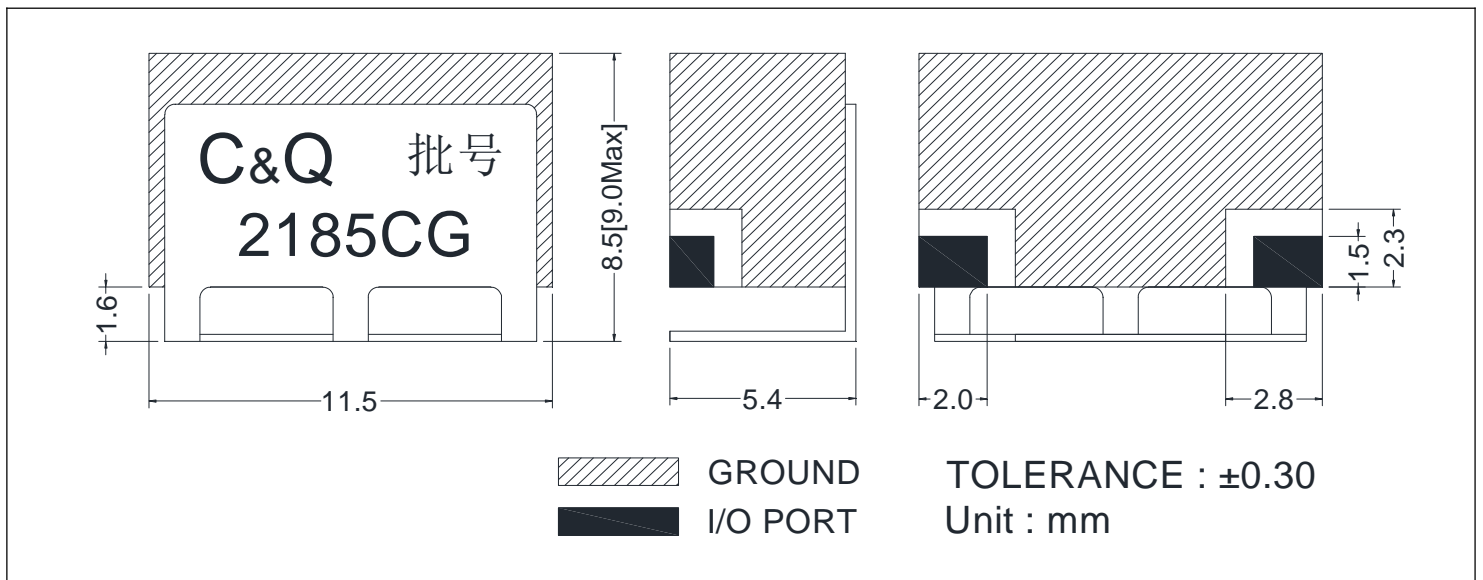 C&Q 批号
2185CG
1.6
11.5
8.5[9.0Max]
5.4
2.0
2.8
1.5
2.3
GROUND
I/O PORT
TOLERANCE : ±0.30
Unit : mm